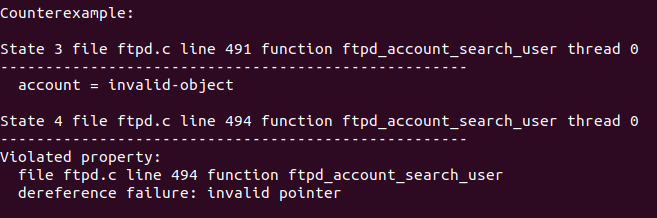 Counterexample:
State 3 file ftpd.c line 491 function ftpd_account_search_user thread 0
----------------------------------------------------
account = invalid-object
State 4 file ftpd.c line 494 function ftpd_account_search_user thread 0
----------------------------------------------------
Violated property:
file ftpd.c line 494 function ftpd_account_search_user
dereference failure: invalid pointer